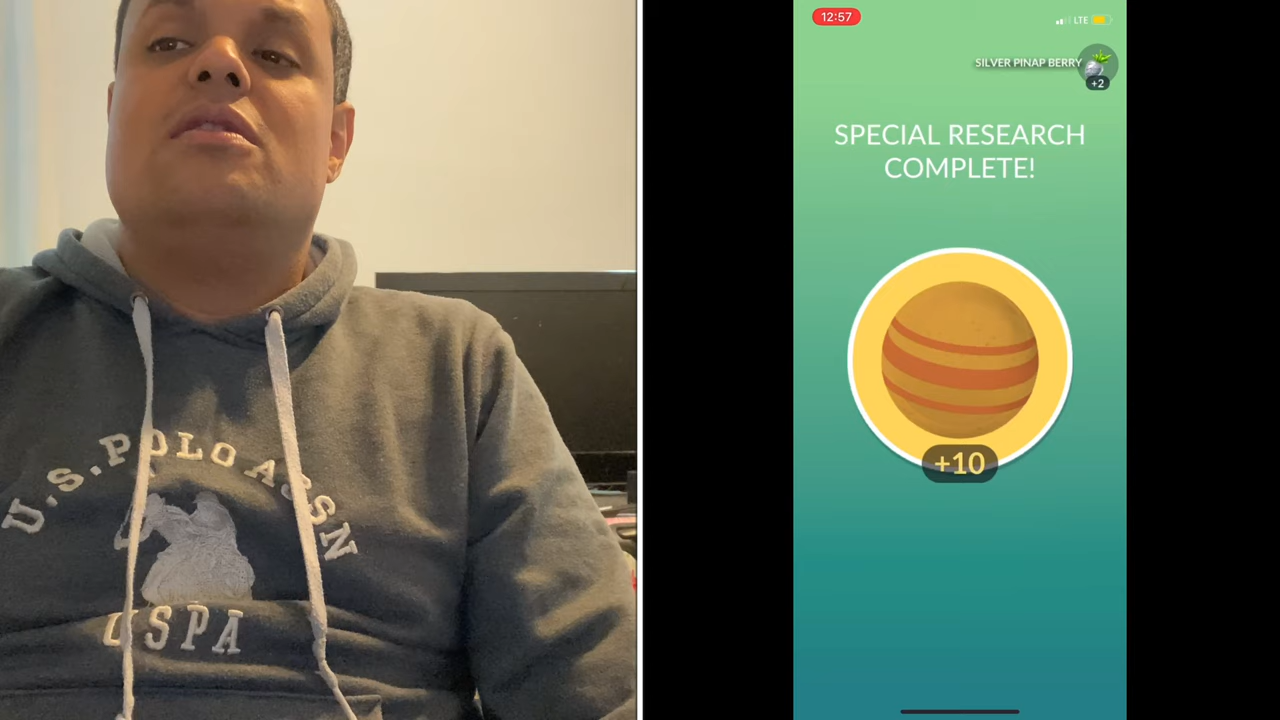 U.S.POLO ASSN
USPA
12:57
LTE
SILVER PINAP BERRY
+2
SPECIAL RESEARCH
COMPLETE!
+10